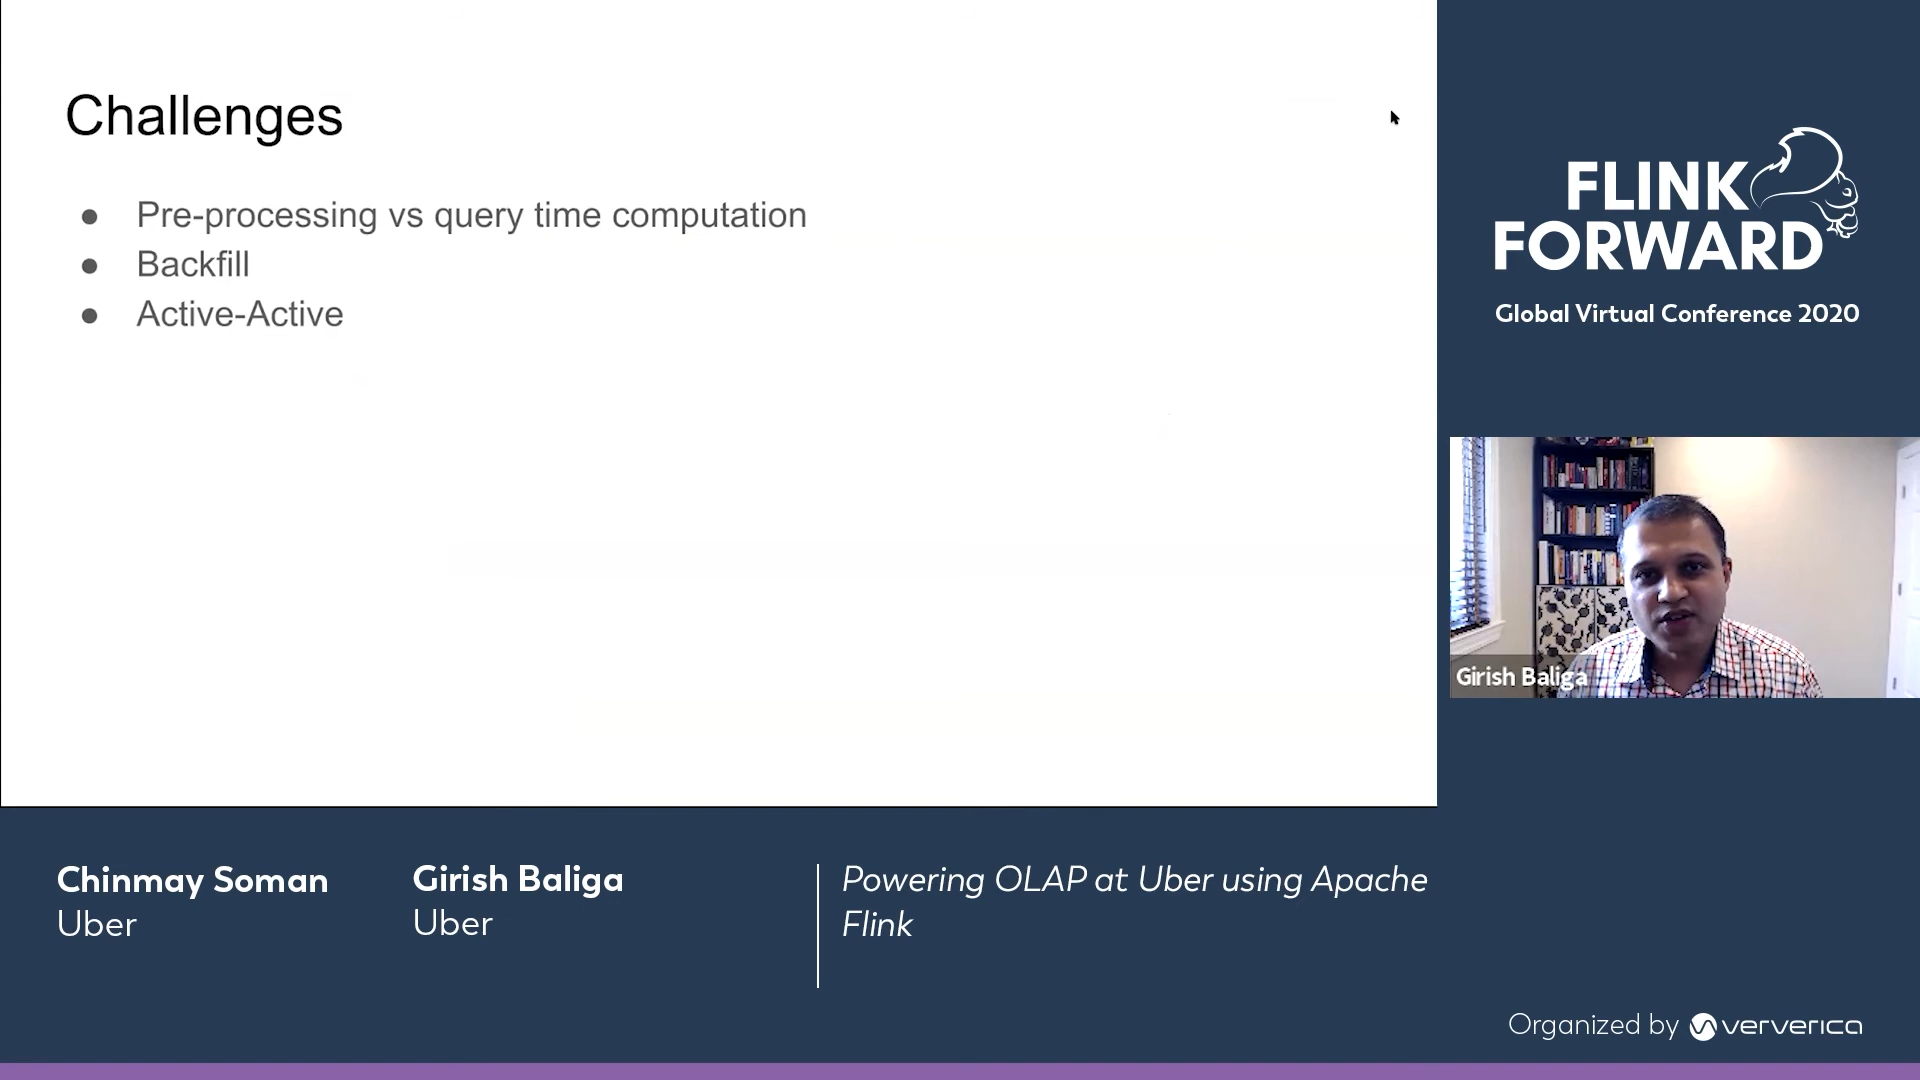 Challenges
● Pre-processing vs query time computation
● Backfill
● Active-Active
FLINK
FORWARD
Global Virtual Conference 2020
Girish Baliga
Chinmay Soman
Uber
Girish Baliga
Uber
Powering OLAP at Uber using Apache
Flink
Organized by ververica